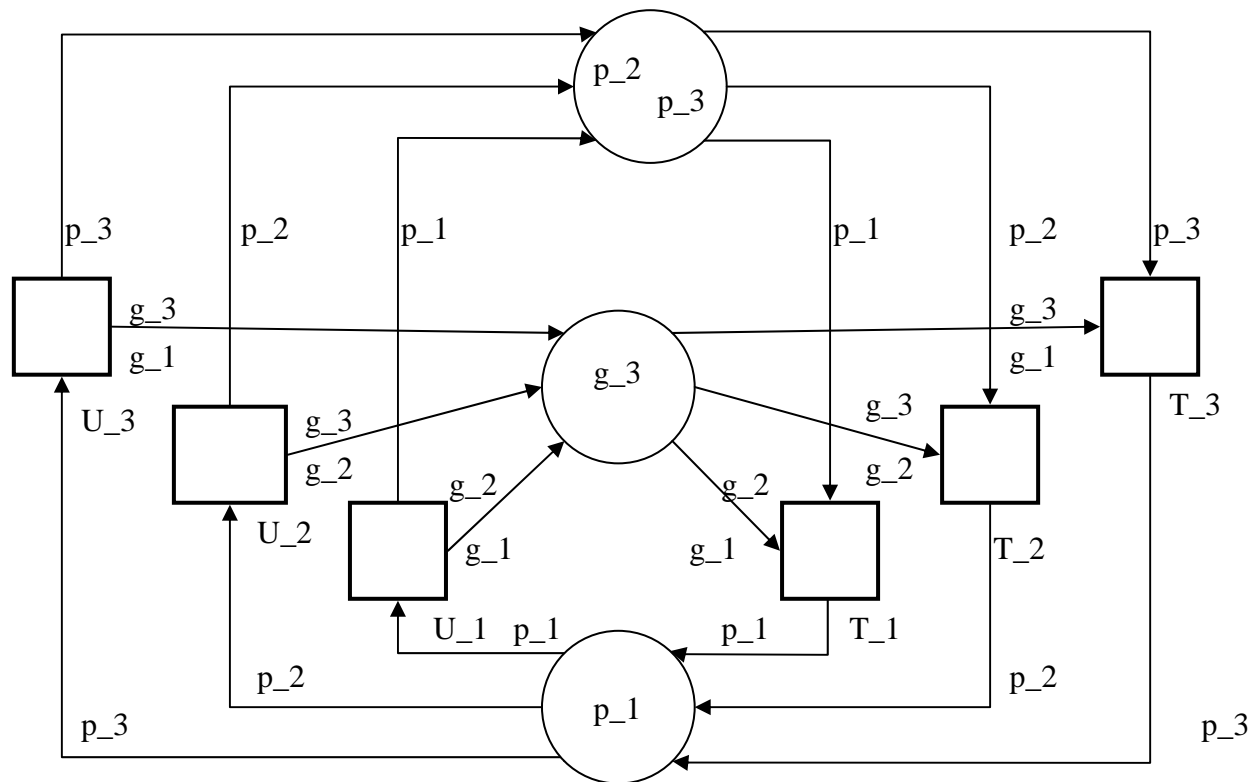 p_2
p_3
p_3 p_2 p_1 p_1 p_2 p_3
g_3 g_3
g_1 g_1
g_3
U_3 g_3 g_3 T_3
g_2 g_2
g_2 g_2
U_2 g_1 g_1 T_2
U_1 p_1 p_1 T_1
p_2 p_2
p_1
p_3 p_3